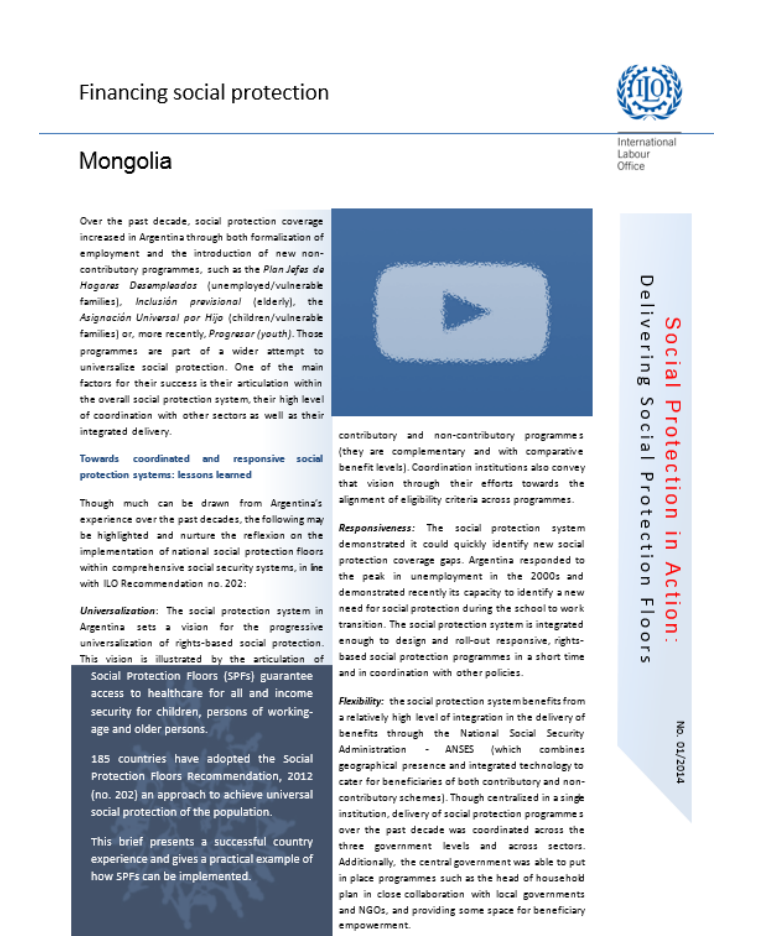 Financing social protection
International
Labour
Office
Mongolia
Over the past decade, social protection coverage
increased in Argentina through both formalization of
employment and the introduction of new non-
contributory programmes, such as the Plan Jefes de
Hogares Desempleados (unemployed/vulnerable
families), Inclusión previsional (elderly), the
Asignación Universal por Hijo (children/vulnerable
families) or, more recently, Progresar (youth). Those
programmes are part of a wider attempt to
universalize social protection. One of the main
factors for their success is their articulation within
the overall social protection system, their high level
of coordination with other sectors as well as their
integrated delivery.
Towards coordinated and responsive social
protection systems: lessons learned
Though much can be drawn from Argentina's
experience over the past decades, the following may
be highlighted and nurture the reflexion on the
implementation of national social protection floors
within comprehensive social security systems, in line
with ILO Recommendation no. 202:
Universalization: The social protection system in
Argentina sets a vision for the progressive
universalization of rights-based social protection.
This vision is illustrated by the articulation of
Social Protection Floors (SPFs) guarantee
access to healthcare for all and income
security for children, persons of working-
age and older persons.
185 countries have adopted the Social
Protection Floors Recommendation, 2012
(no. 202) an approach to achieve universal
social protection of the population.
This brief presents a successful country
experience and gives a practical example of
how SPFs can be implemented.
contributory and non-contributory programmes
(they are complementary and with comparative
benefit levels). Coordination institutions also convey
that vision through their efforts towards the
alignment of eligibility criteria across programmes.
Responsiveness: The social protection system
demonstrated it could quickly identify new social
protection coverage gaps. Argentina responded to
the peak in unemployment in the 2000s and
demonstrated recently its capacity to identify a new
need for social protection during the school to work
transition. The social protection system is integrated
enough to design and roll-out responsive, rights-
based social protection programmes in a short time
and in coordination with other policies.
Flexibility: the social protection system benefits from
a relatively high level of integration in the delivery of
benefits through the National Social Security
Administration - ANSES (which combines
geographical presence and integrated technology to
cater for beneficiaries of both contributory and non-
contributory schemes). Though centralized in a single
institution, delivery of social protection programmes
over the past decade was coordinated across the
three government levels and across sectors.
Additionally, the central government was able to put
in place programmes such as the head of household
plan in close collaboration with local governments
and NGOs, and providing some space for beneficiary
empowerment.
Social Protection in Action:
Delivering Social Protection Floors
No. 01/2014
ILO